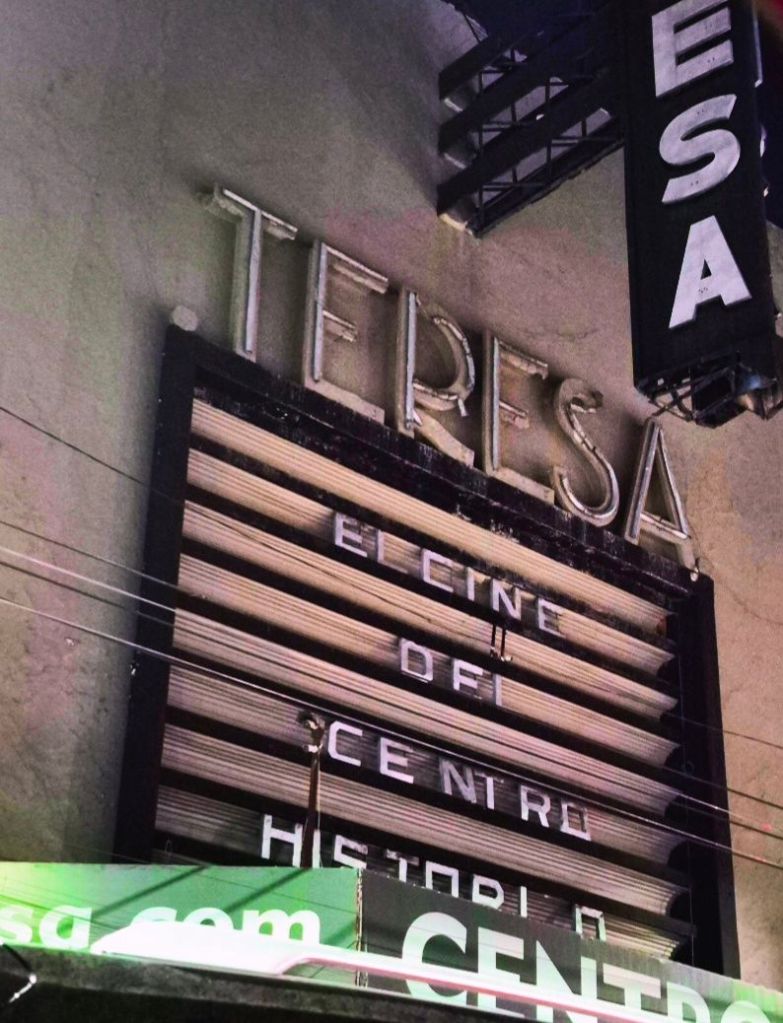 ESA
TERESA
EL CINE
DEL
CENTRO
HISTORICO
sa.com
CENTRO